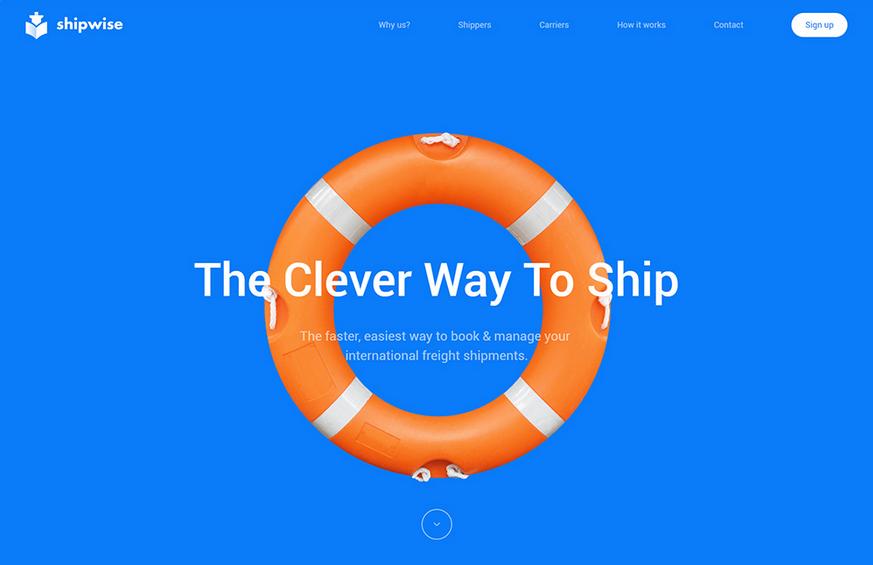 shipwise
Why us?
Shippers
Carriers
How it works
Contact
Sign up
The Clever Way To Ship
The faster, easiest way to book & manage your
international freight shipments.